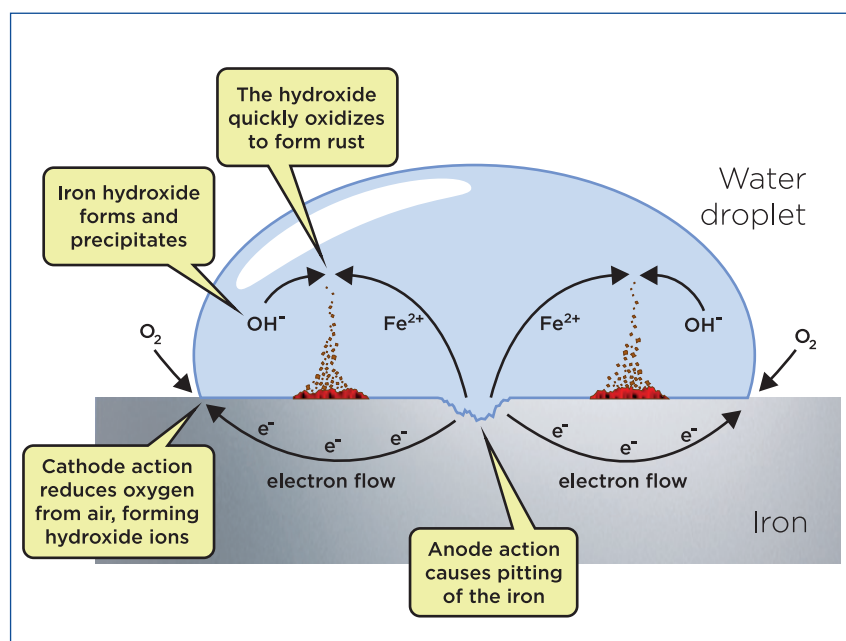 The hydroxide
quickly oxidizes
to form rust
Iron hydroxide
forms and
precipitates
Water
droplet
OH⁻
Fe²⁺
Fe²⁺
OH⁻
O₂
O₂
e⁻
e⁻
e⁻
e⁻
e⁻
e⁻
electron flow
electron flow
Cathode action
reduces oxygen
from air, forming
hydroxide ions
Anode action
causes pitting
of the iron
Iron